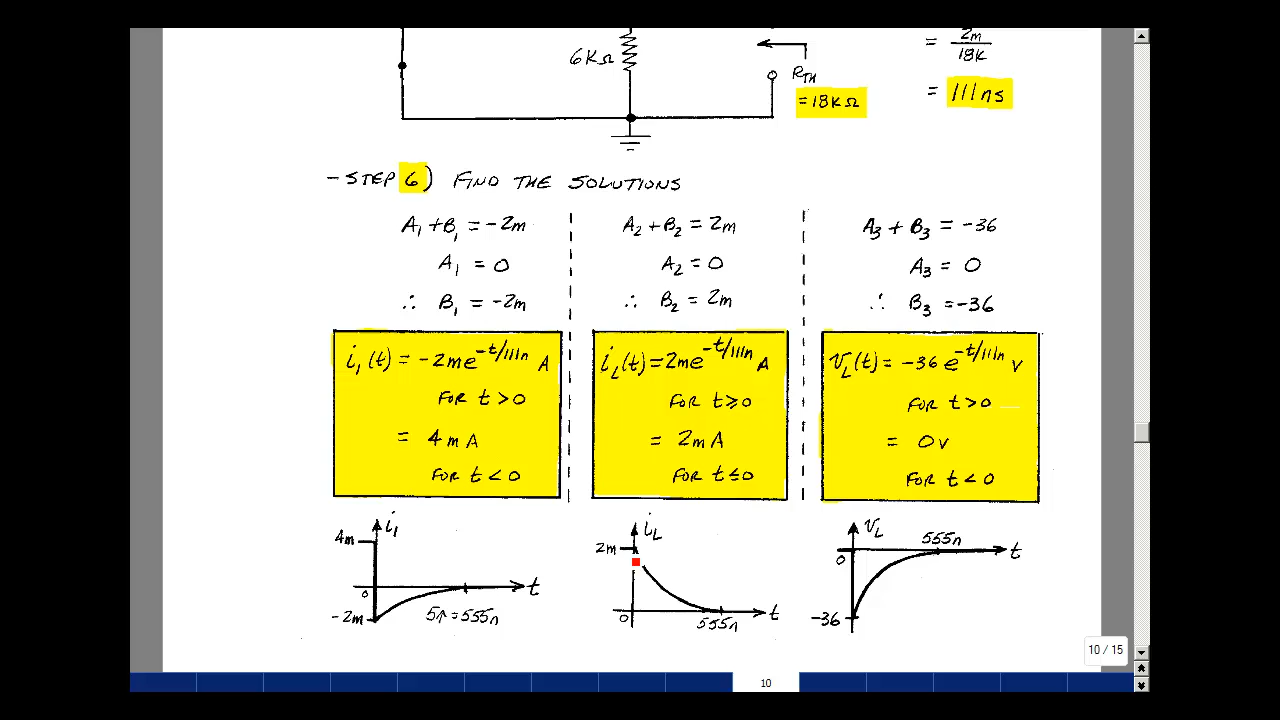 6KΩ
RTH
= 18KΩ
= 2m/18K
= 111ns
- STEP 6) FIND THE SOLUTIONS
A1 + B1 = -2m
A1 = 0
∴ B1 = -2m
i1(t) = -2me^-t/111n A
FOR t > 0
= 4mA
FOR t < 0
A2 + B2 = 2m
A2 = 0
∴ B2 = 2m
iL(t) = 2me^-t/111n A
FOR t ≥ 0
= 2mA
FOR t ≤ 0
A3 + B3 = -36
A3 = 0
∴ B3 = -36
VL(t) = -36e^-t/111n V
FOR t > 0
= 0V
FOR t < 0
i1
4m
0
-2m
5τ = 555n
t
iL
2m
0
555n
t
VL
0
-36
555n
t
10 / 15
10